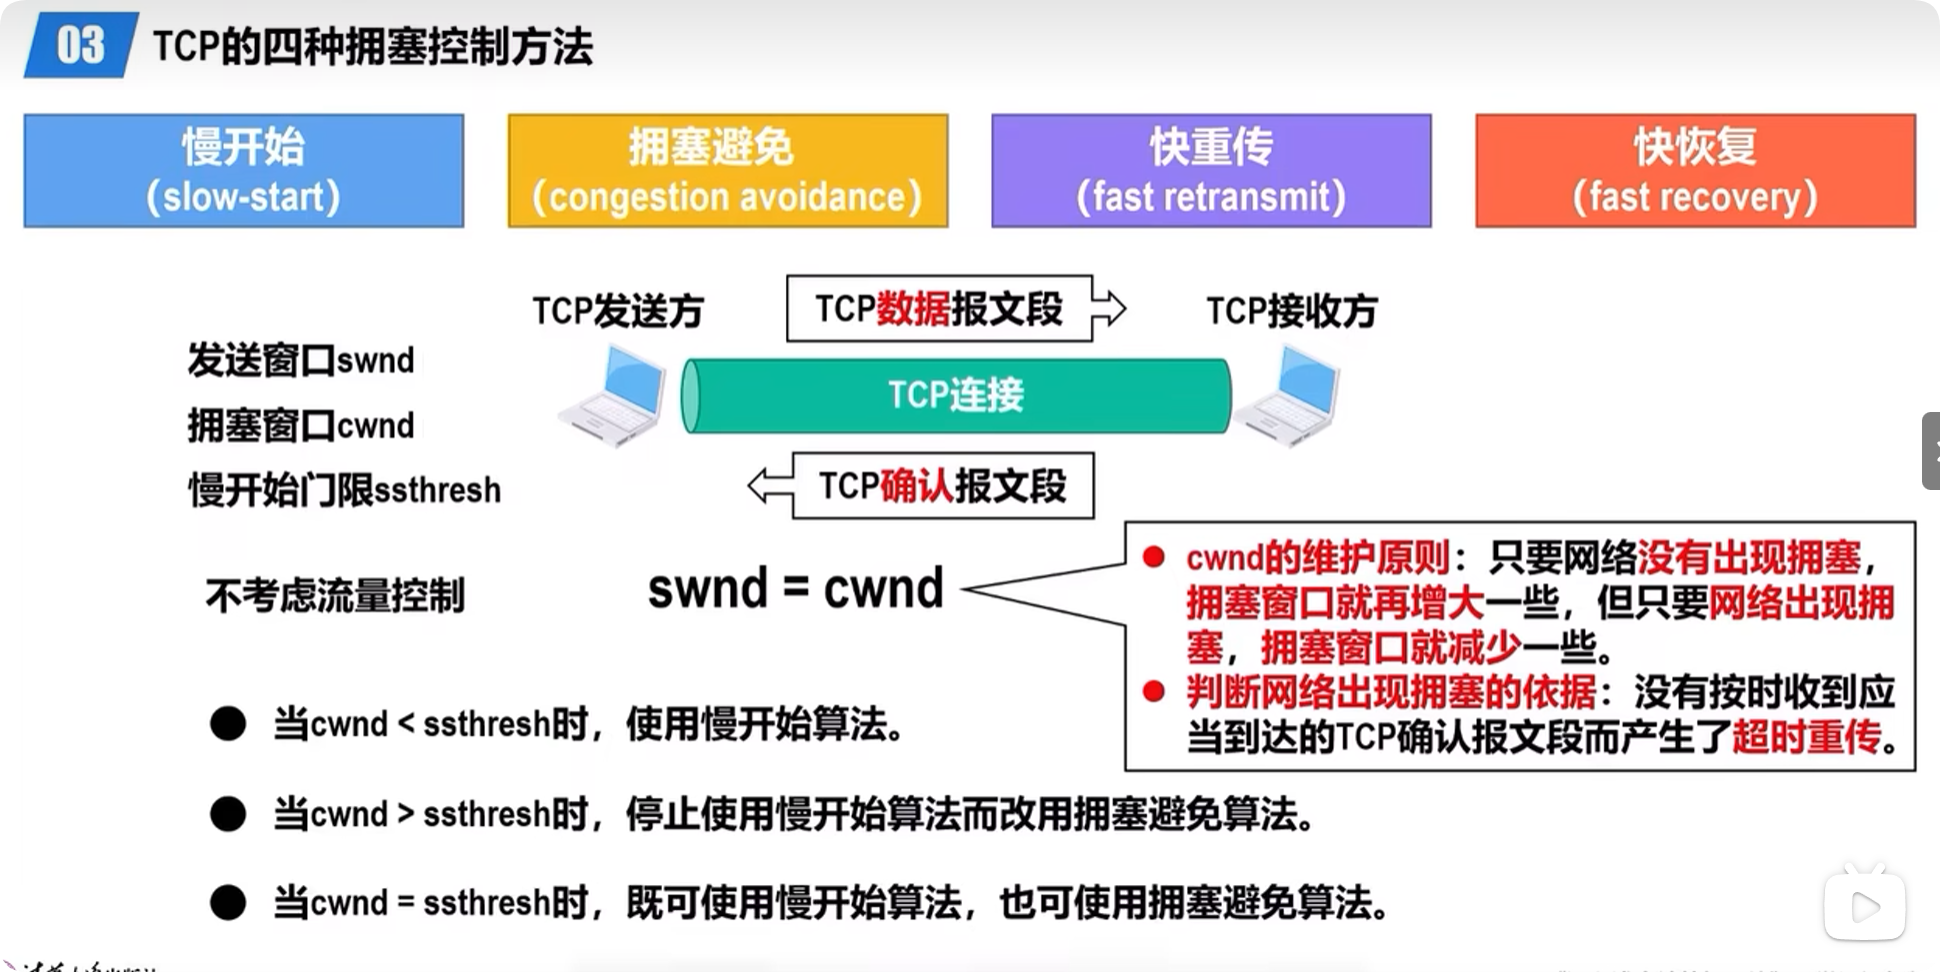 03 TCP的四种拥塞控制方法
慢开始
(slow-start)
拥塞避免
(congestion avoidance)
快重传
(fast retransmit)
快恢复
(fast recovery)
TCP发送方
TCP数据报文段
TCP接收方
发送窗口swnd
拥塞窗口cwnd
慢开始门限ssthresh
TCP连接
TCP确认报文段
不考虑流量控制
swnd = cwnd
cwnd的维护原则：只要网络没有出现拥塞，
拥塞窗口就再增大一些，但只要网络出现拥
塞，拥塞窗口就减少一些。
判断网络出现拥塞的依据：没有按时收到应
当到达的TCP确认报文段而产生了超时重传。
当cwnd < ssthresh时，使用慢开始算法。
当cwnd > ssthresh时，停止使用慢开始算法而改用拥塞避免算法。
当cwnd = ssthresh时，既可使用慢开始算法，也可使用拥塞避免算法。